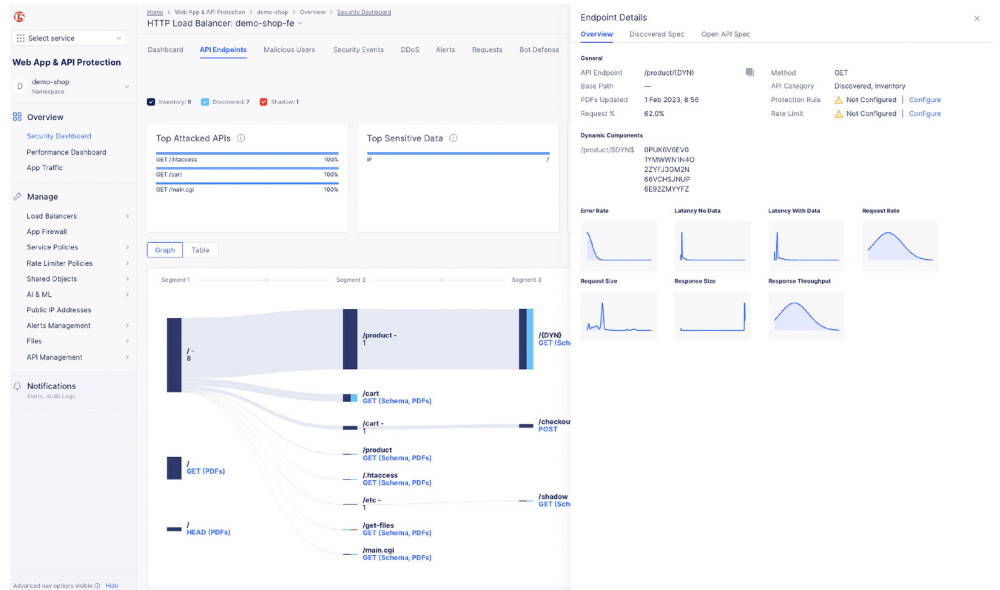 Select service
Web App & API Protection
D
demo-shop
Namespace
Overview
Security Dashboard
Performance Dashboard
App Traffic
Manage
Load Balancers
App Firewall
Service Policies
Rate Limiter Policies
Shared Objects
AI & ML
Public IP Addresses
Alerts Management
Files
API Management
Notifications
Alerts, Audit Logs
Advanced nav options visible Hide
Home > Web App & API Protection > demo-shop > Overview > Security Dashboard
HTTP Load Balancer: demo-shop-fe
Dashboard API Endpoints Malicious Users Security Events DDoS Alerts Requests Bot Defense
Inventory: 9 Discovered: 7 Shadow: 1
Top Attacked APIs
GET /.htaccess 100%
GET /cart 100%
GET /main.cgi 100%
Top Sensitive Data
IP 7
Graph Table
Segment 1 Segment 2 Segment 3
/ -
8
/
GET (PDFs)
/
HEAD (PDFs)
/product -
1
/cart
GET (Schema, PDFs)
/cart -
1
/product
GET (Schema, PDFs)
/.htaccess
GET (Schema, PDFs)
/etc -
1
/get-files
GET (Schema, PDFs)
/main.cgi
GET (Schema, PDFs)
/{DYN}
GET (Sch
/checkou
POST
/shadow
GET (Sch
Endpoint Details
Overview Discovered Spec Open API Spec
General
API Endpoint /product/{DYN} Method GET
Base Path — API Category Discovered, Inventory
PDFs Updated 1 Feb 2023, 8:56 Protection Rule Not Configured | Configure
Request % 62.0% Rate Limit Not Configured | Configure
Dynamic Components
/product/$DYN$ 0PUK6V6EV0
1YMWWN1N4O
2ZYFJ3GM2N
66VCHSJNUP
6E92ZMYYFZ
Error Rate Latency No Data Latency With Data Request Rate
Request Size Response Size Response Throughput